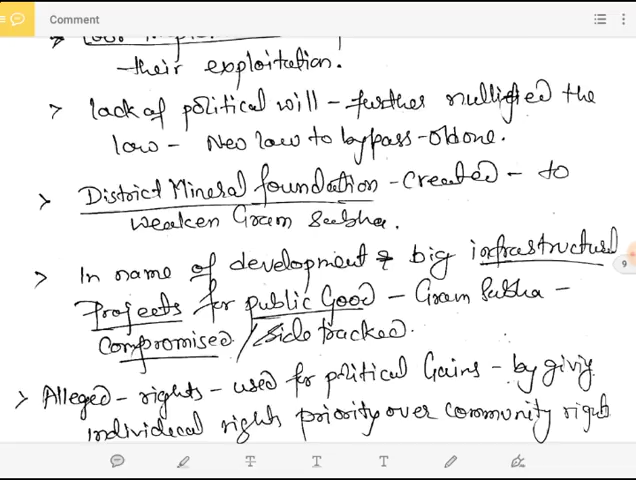 Comment
their exploitation.
> lack of political will - further nullified the
law - New law to bypass - old one.
> District Mineral foundation - created - to
weaken Gram Sabha.
> In name of development & big infrastructural
9
Projects for public Good - Gram Sabha -
compromised / side tracked.
> Alleged - rights - used for political Gains - by giving
individual rights priority over community rights